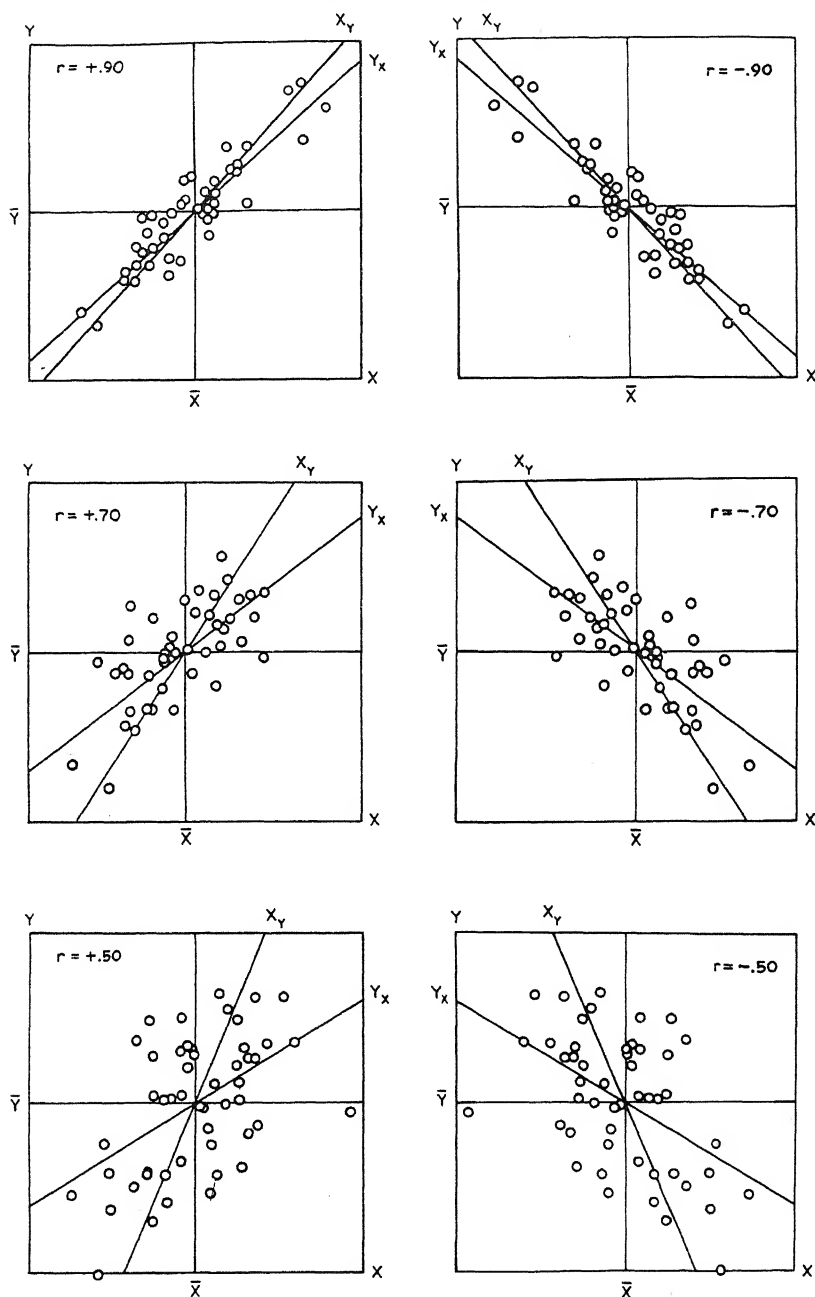 Y X_Y
r = +.90
Y_X
Ȳ
X
X̄
Y X_Y
Y_X
r = -.90
Ȳ
X
X̄
Y X_Y
r = +.70
Y_X
Ȳ
X
X̄
Y X_Y
Y_X
r = -.70
Ȳ
X
X̄
Y X_Y
r = +.50
Y_X
Ȳ
X
X̄
Y X_Y
r = -.50
Y_X
Ȳ
X
X̄